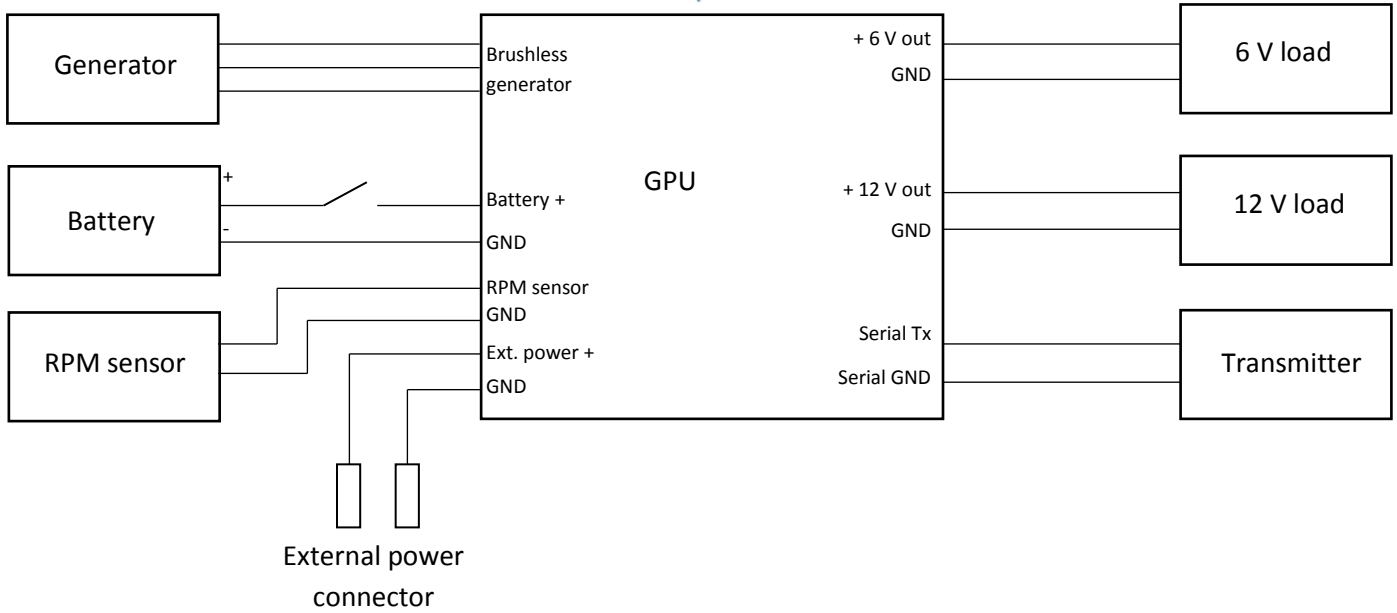 Generator
Brushless
generator
+ 6 V out
GND
6 V load
Battery
+
-
Battery +
GND
GPU
+ 12 V out
GND
12 V load
RPM sensor
RPM sensor
GND
Ext. power +
GND
Serial Tx
Serial GND
Transmitter
External power
connector